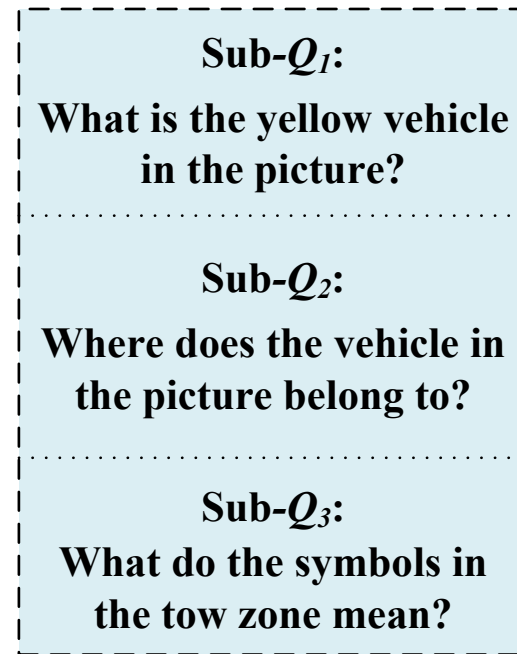 Sub-Q1:
What is the yellow vehicle
in the picture?
Sub-Q2:
Where does the vehicle in
the picture belong to?
Sub-Q3:
What do the symbols in
the tow zone mean?